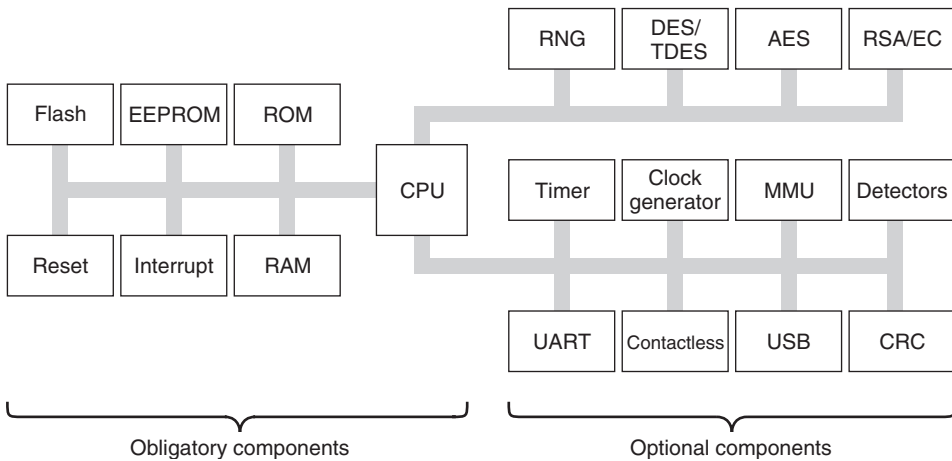 RNG
DES/
TDES
AES
RSA/EC
Flash
EEPROM
ROM
CPU
Timer
Clock
generator
MMU
Detectors
Reset
Interrupt
RAM
UART
Contactless
USB
CRC
Obligatory components
Optional components